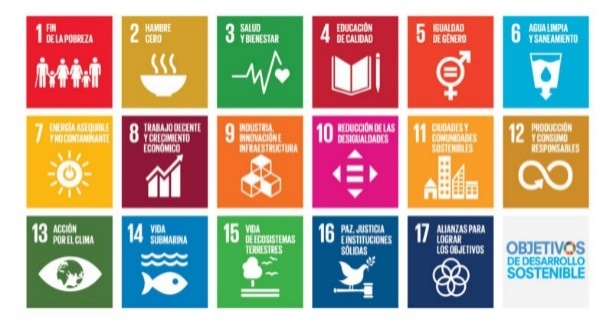 1 FIN
DE LA POBREZA
2 HAMBRE
CERO
3 SALUD
Y BIENESTAR
4 EDUCACIÓN
DE CALIDAD
5 IGUALDAD
DE GÉNERO
6 AGUA LIMPIA
Y SANEAMIENTO
7 ENERGÍA ASEQUIBLE
Y NO CONTAMINANTE
8 TRABAJO DECENTE
Y CRECIMIENTO
ECONÓMICO
9 INDUSTRIA,
INNOVACIÓN E
INFRAESTRUCTURA
10 REDUCCIÓN DE LAS
DESIGUALDADES
11 CIUDADES Y
COMUNIDADES
SOSTENIBLES
12 PRODUCCIÓN
Y CONSUMO
RESPONSABLES
13 ACCIÓN
POR EL CLIMA
14 VIDA
SUBMARINA
15 VIDA
DE ECOSISTEMAS
TERRESTRES
16 PAZ, JUSTICIA
E INSTITUCIONES
SÓLIDAS
17 ALIANZAS PARA
LOGRAR
LOS OBJETIVOS
OBJETIVOS
DE DESARROLLO
SOSTENIBLE